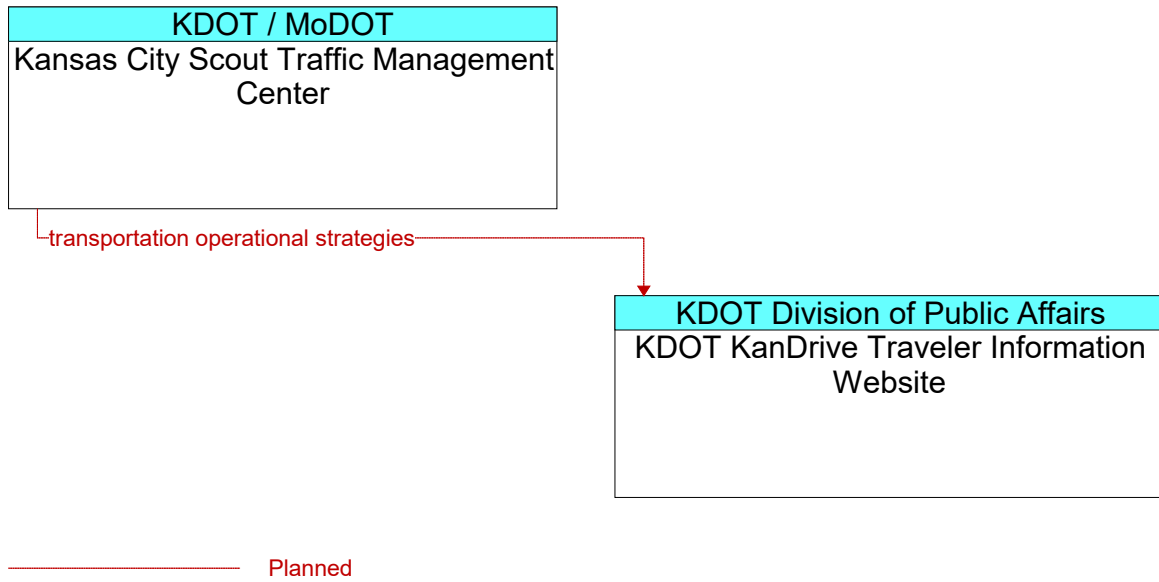 KDOT / MoDOT
Kansas City Scout Traffic Management
Center
transportation operational strategies
KDOT Division of Public Affairs
KDOT KanDrive Traveler Information
Website
Planned